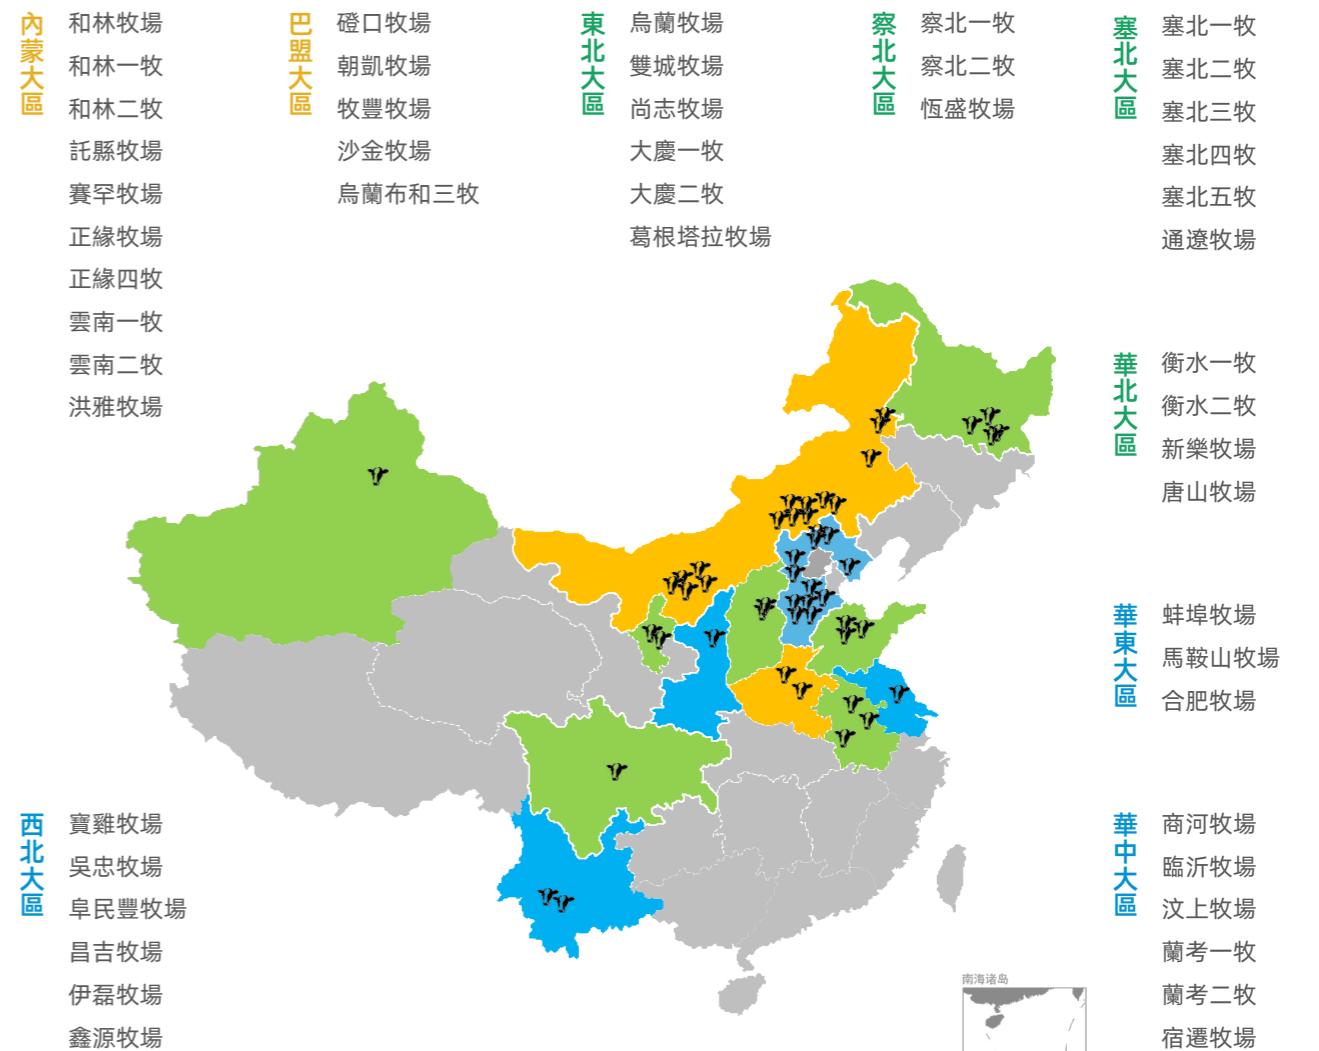 內蒙大區
和林牧場
和林一牧
和林二牧
託縣牧場
賽罕牧場
正緣牧場
正緣四牧
雲南一牧
雲南二牧
洪雅牧場
巴盟大區
磴口牧場
朝凱牧場
牧豐牧場
沙金牧場
烏蘭布和三牧
東北大區
烏蘭牧場
雙城牧場
尚志牧場
大慶一牧
大慶二牧
葛根塔拉牧場
察北大區
察北一牧
察北二牧
恆盛牧場
塞北大區
塞北一牧
塞北二牧
塞北三牧
塞北四牧
塞北五牧
通遼牧場
華北大區
衡水一牧
衡水二牧
新樂牧場
唐山牧場
華東大區
蚌埠牧場
馬鞍山牧場
合肥牧場
西北大區
寶雞牧場
吳忠牧場
阜民豐牧場
昌吉牧場
伊磊牧場
鑫源牧場
華中大區
商河牧場
臨沂牧場
汶上牧場
蘭考一牧
蘭考二牧
宿遷牧場
南海诸岛